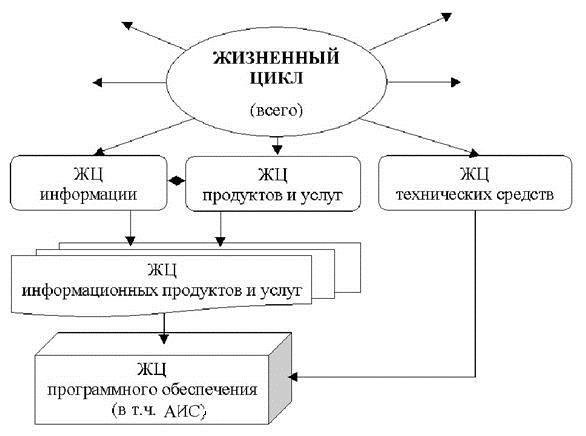 ЖИЗНЕННЫЙ
ЦИКЛ
(всего)
ЖЦ
информации
ЖЦ
продуктов и услуг
ЖЦ
технических средств
ЖЦ
информационных продуктов и услуг
ЖЦ
программного обеспечения
(в т.ч. АИС)